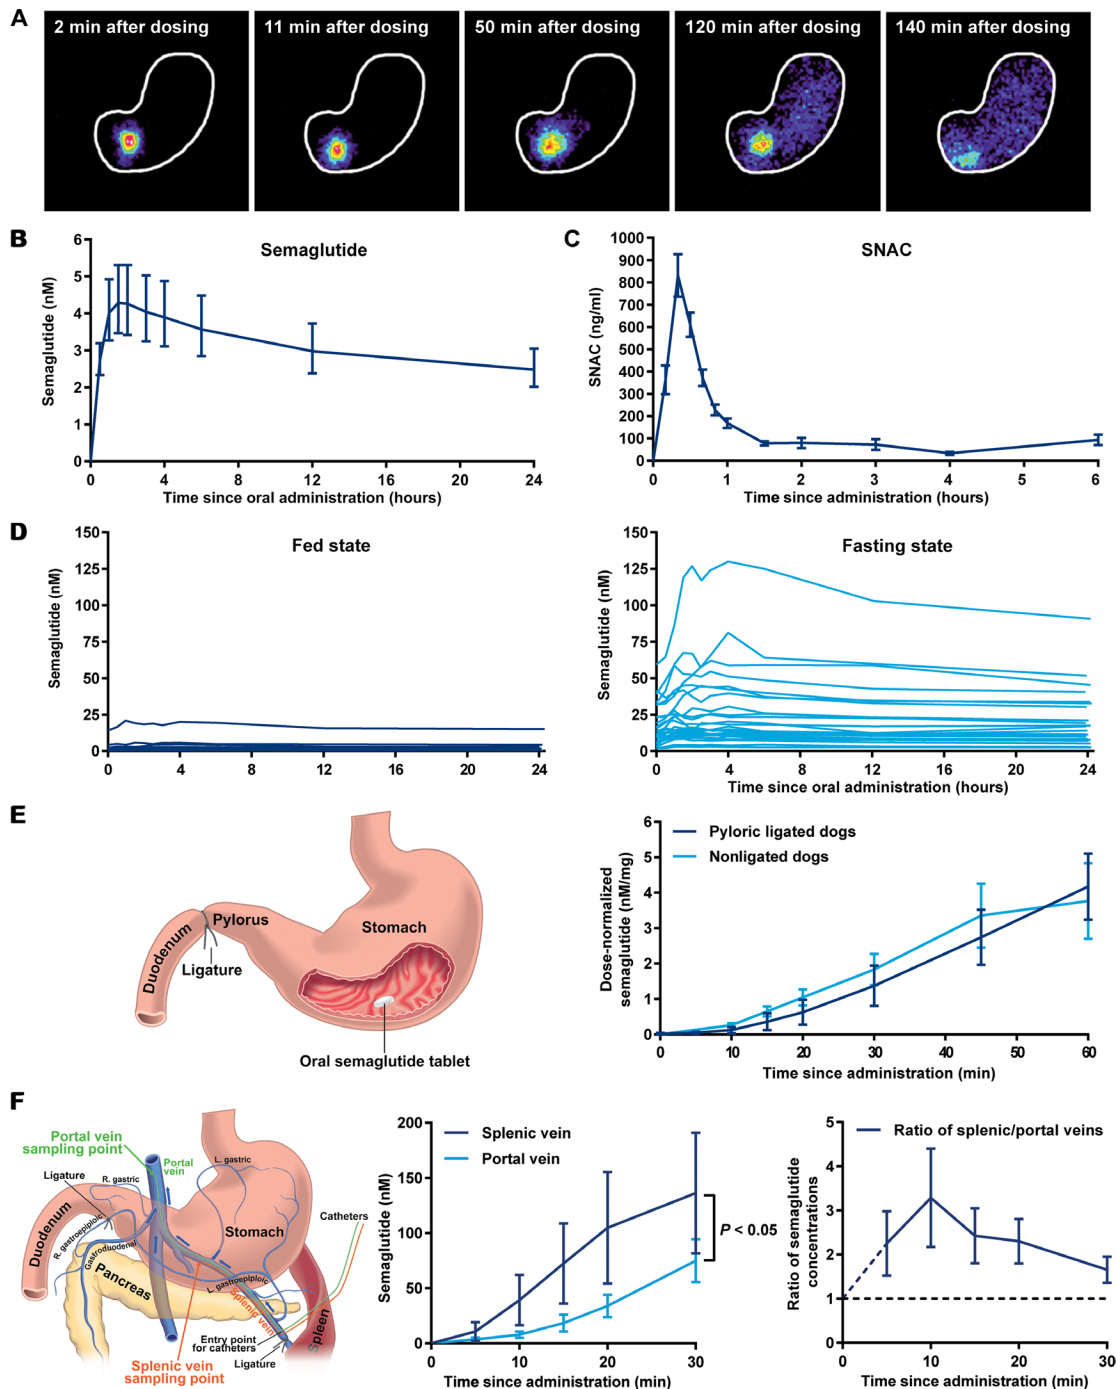 A
2 min after dosing
11 min after dosing
50 min after dosing
120 min after dosing
140 min after dosing
B
Semaglutide
Semaglutide (nM)
6
5
4
3
2
1
0
0 4 8 12 16 20 24
Time since oral administration (hours)
C
SNAC
SNAC (ng/ml)
1000
900
800
700
600
500
400
300
200
100
0
0 1 2 3 4 5 6
Time since administration (hours)
D
Fed state
Semaglutide (nM)
150
125
100
75
50
25
0
0 4 8 12 16 20 24
Fasting state
Semaglutide (nM)
150
125
100
75
50
25
0
0 4 8 12 16 20 24
Time since oral administration (hours)
E
Duodenum
Pylorus
Ligature
Stomach
Oral semaglutide tablet
Pyloric ligated dogs
Nonligated dogs
Dose-normalized
semaglutide (nM/mg)
6
5
4
3
2
1
0
0 10 20 30 40 50 60
Time since administration (min)
F
Portal vein
sampling point
Ligature
R. gastric
Portal
vein
L. gastric
Duodenum
R. gastroepiploic
Gastroduodenal
Stomach
Catheters
Pancreas
L. gastroepiploic
Splenic vein
Spleen
Entry point
for catheters
Ligature
Splenic vein
sampling point
Splenic vein
Portal vein
Semaglutide (nM)
200
150
100
50
0
0 10 20 30
P < 0.05
Time since administration (min)
Ratio of splenic/portal veins
Ratio of semaglutide
concentrations
5
4
3
2
1
0
0 10 20 30
Time since administration (min)